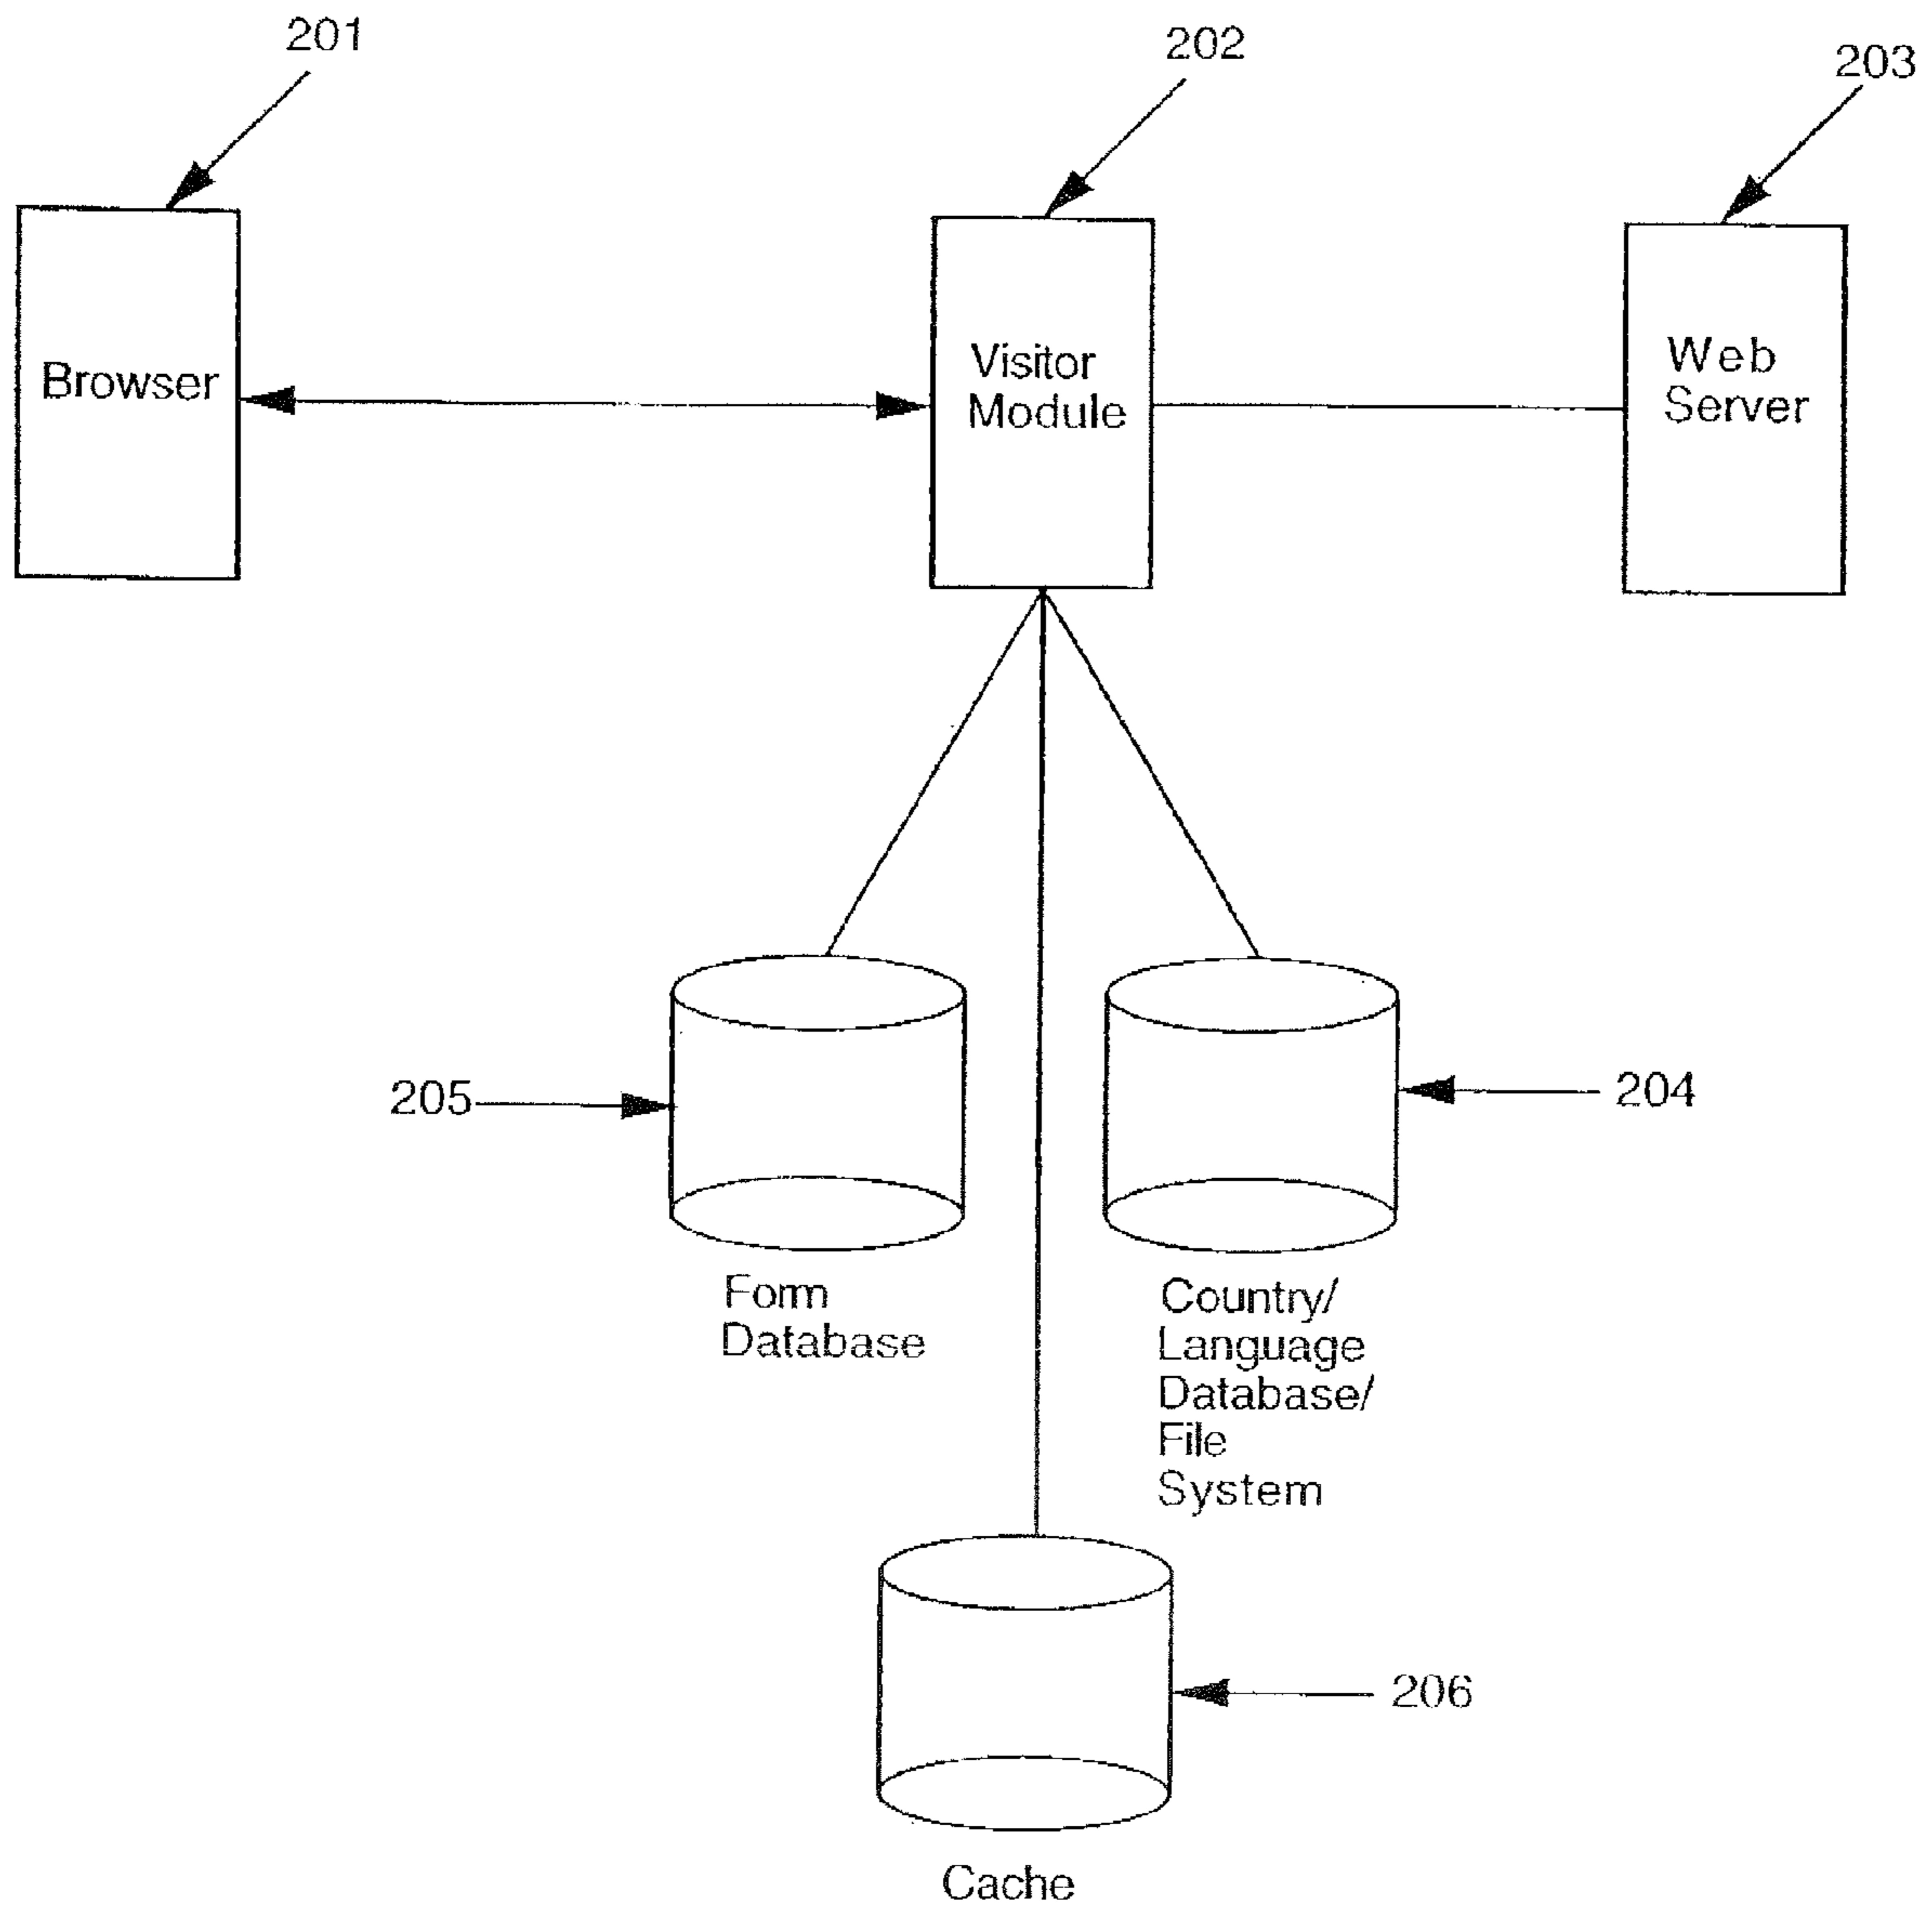 201
202
203
Browser
Visitor
Module
Web
Server
205
204
Form
Database
Country/
Language
Database/
File
System
206
Cache